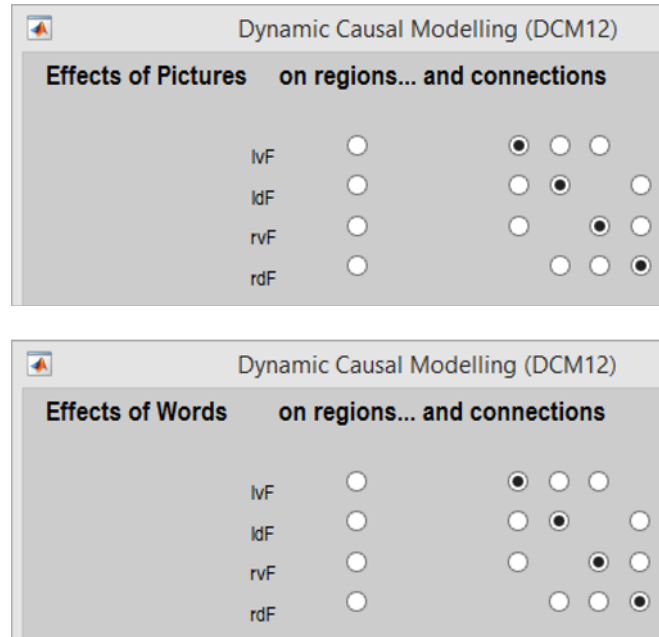 Dynamic Causal Modelling (DCM12)
Effects of Pictures on regions... and connections
lvF
ldF
rvF
rdF
Dynamic Causal Modelling (DCM12)
Effects of Words on regions... and connections
lvF
ldF
rvF
rdF